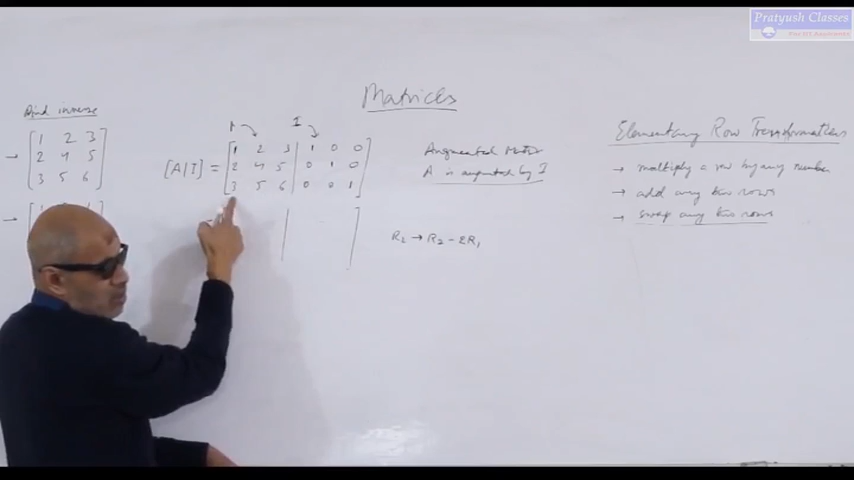 Pratyush Classes
Matrices
Find inverse
→ [1 2 3
2 4 5
3 5 6]
→
A I
[A|I] = [1 2 3 | 1 0 0
2 4 5 | 0 1 0
3 5 6 | 0 0 1]
Augmented Matrix
A is augmented by I
R2 → R2 - 2R1
Elementary Row Transformations
→ multiply a row by any number
→ add any two rows
→ swap any two rows